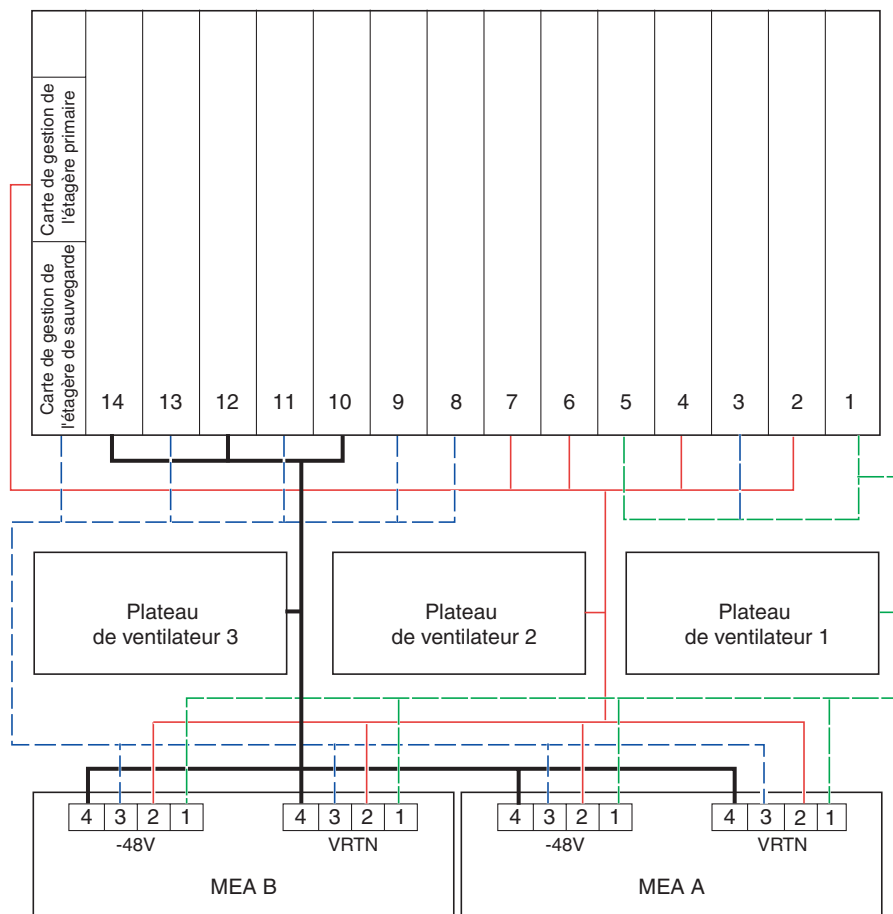 Carte de gestion de
l'étagère primaire
Carte de gestion de
l'étagère de sauvegarde
14 13 12 11 10 9 8 7 6 5 4 3 2 1
Plateau
de ventilateur 3
Plateau
de ventilateur 2
Plateau
de ventilateur 1
4 3 2 1
-48V
4 3 2 1
VRTN
MEA B
4 3 2 1
-48V
4 3 2 1
VRTN
MEA A